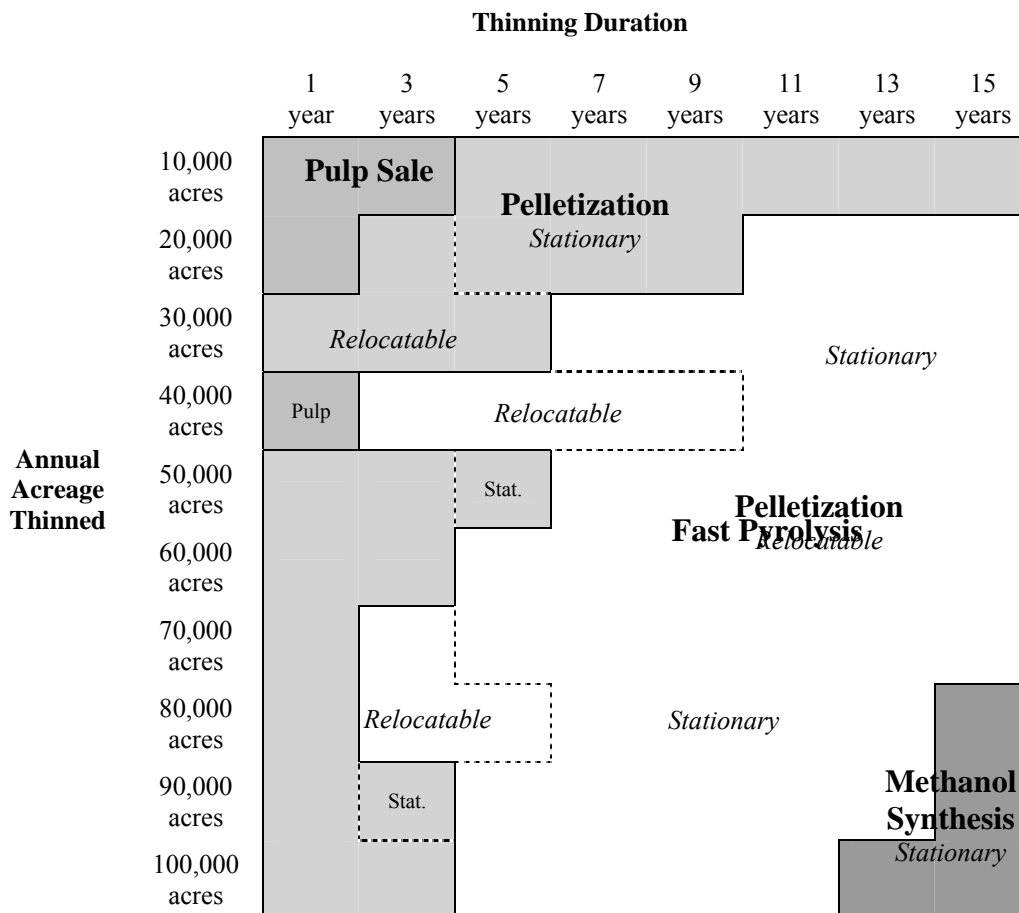 Thinning Duration
1 3 5 7 9 11 13 15
year years years years years years years years
10,000
acres
Pulp Sale
Pelletization
Stationary
20,000
acres
30,000
acres
Relocatable
Stationary
40,000
acres
Pulp
Relocatable
Annual
Acreage
Thinned
50,000
acres
Stat.
Pelletization
Fast Pyrolysis
Relocatable
60,000
acres
70,000
acres
80,000
acres
Relocatable
Stationary
90,000
acres
Stat.
Methanol
Synthesis
Stationary
100,000
acres